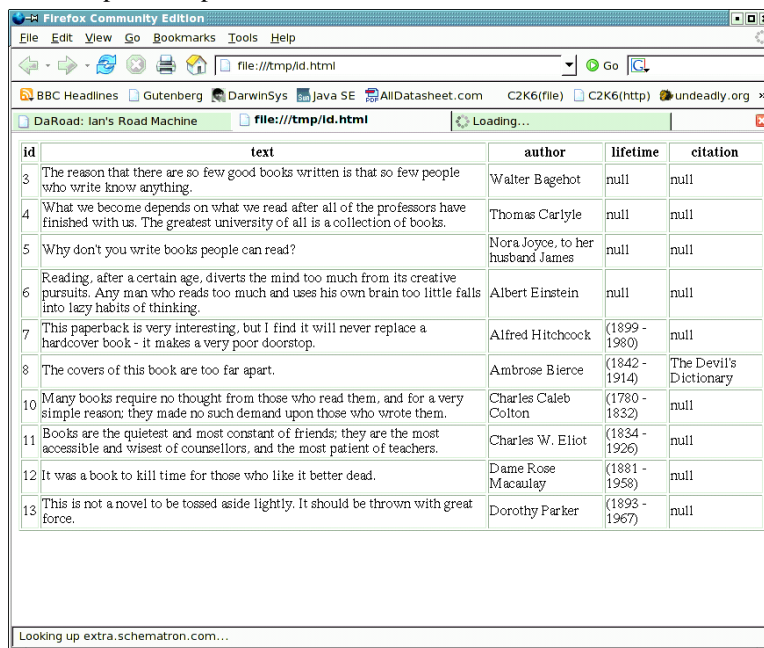 Firefox Community Edition
File Edit View Go Bookmarks Tools Help
file:///tmp/id.html Go G
BBC Headlines Gutenberg DarwinSys Java SE AllDatasheet.com C2K6(file) C2K6(http) undeadly.org »
DaRoad: Ian's Road Machine file:///tmp/id.html Loading...
id text author lifetime citation
3 The reason that there are so few good books written is that so few people who write know anything. Walter Bagehot null null
4 What we become depends on what we read after all of the professors have finished with us. The greatest university of all is a collection of books. Thomas Carlyle null null
5 Why don't you write books people can read? Nora Joyce, to her husband James null null
6 Reading, after a certain age, diverts the mind too much from its creative pursuits. Any man who reads too much and uses his own brain too little falls into lazy habits of thinking. Albert Einstein null null
7 This paperback is very interesting, but I find it will never replace a hardcover book - it makes a very poor doorstop. Alfred Hitchcock (1899 - 1980) null
8 The covers of this book are too far apart. Ambrose Bierce (1842 - 1914) The Devil's Dictionary
10 Many books require no thought from those who read them, and for a very simple reason; they made no such demand upon those who wrote them. Charles Caleb Colton (1780 - 1832) null
11 Books are the quietest and most constant of friends; they are the most accessible and wisest of counsellors, and the most patient of teachers. Charles W. Eliot (1834 - 1926) null
12 It was a book to kill time for those who like it better dead. Dame Rose Macaulay (1881 - 1958) null
13 This is not a novel to be tossed aside lightly. It should be thrown with great force. Dorothy Parker (1893 - 1967) null
Looking up extra.schematron.com...